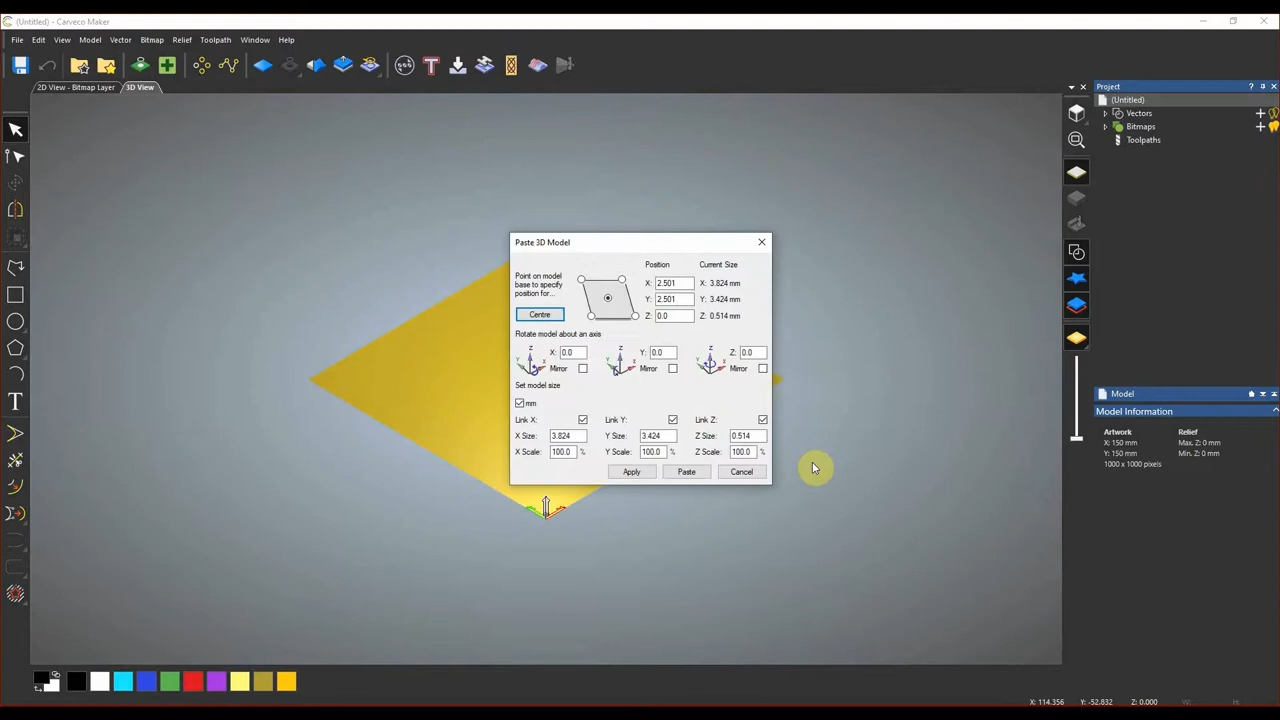 (Untitled) - Carveco Maker
File Edit View Model Vector Bitmap Relief Toolpath Window Help
2D View - Bitmap Layer 3D View
Project
(Untitled)
Vectors
Bitmaps
Toolpaths
Paste 3D Model
Point on model
base to specify
position for...
Centre
Position Current Size
X: 2.501 X: 3.824 mm
Y: 2.501 Y: 3.424 mm
Z: 0.0 Z: 0.514 mm
Rotate model about an axis
X: 0.0 Y: 0.0 Z: 0.0
Mirror Mirror Mirror
Set model size
mm
Link X: Link Y: Link Z:
X Size: 3.824 Y Size: 3.424 Z Size: 0.514
X Scale: 100.0 % Y Scale: 100.0 % Z Scale: 100.0 %
Apply Paste Cancel
Model
Model Information
Artwork Relief
X: 150 mm Max. Z: 0 mm
Y: 150 mm Min. Z: 0 mm
1000 x 1000 pixels
X: 114.356 Y: -52.832 Z: 0.000